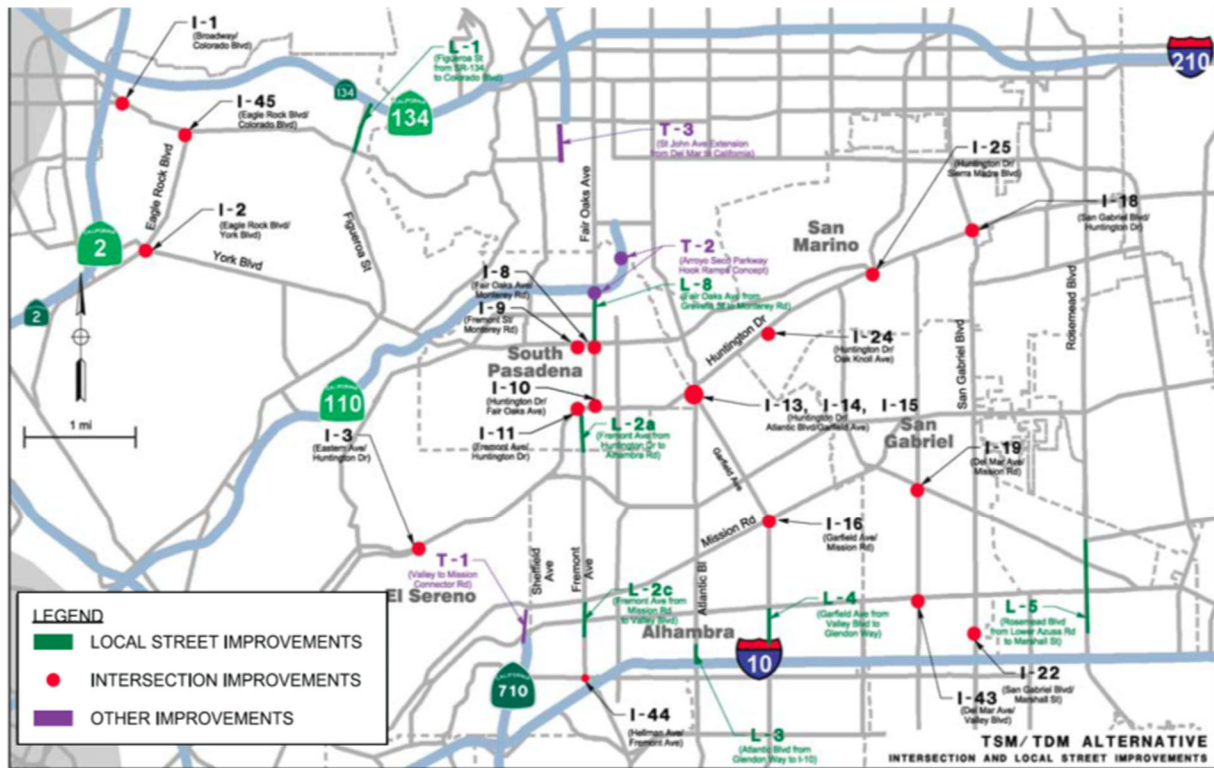 I-1
(Broadway/
Colorado Blvd)
L-1
(Figueroa St
from SR-134
to Colorado Blvd)
210
134
CALIFORNIA
134
I-45
(Eagle Rock Blvd/
Colorado Blvd)
T-3
(St John Ave Extension
from Del Mar to California)
I-25
(Huntington Dr/
Sierra Madre Blvd)
Eagle Rock Blvd
Fair Oaks Ave
I-18
(San Gabriel Blvd/
Huntington Dr)
CALIFORNIA
2
I-2
(Eagle Rock Blvd/
York Blvd)
Figueroa St
San
Marino
T-2
(Arroyo Seco Parkway
Hook Ramps Concept)
York Blvd
I-8
(Fair Oaks Ave/
Monterey Rd)
L-8
(Fair Oaks Ave from
Grevelia St to Monterey Rd)
Rosemead Blvd
2
I-9
(Fremont St/
Monterey Rd)
Huntington Dr
I-24
(Huntington Dr/
Oak Knoll Ave)
San Gabriel Blvd
South
Pasadena
CALIFORNIA
110
I-10
(Huntington Dr/
Fair Oaks Ave)
I-13, I-14, I-15
(Huntington Dr/
Atlantic Blvd/Garfield Ave)
1 mi
I-3
(Eastern Ave/
Huntington Dr)
I-11
(Fremont Ave/
Huntington Dr)
L-2a
(Fremont Ave from
Huntington Dr to
Alhambra Rd)
San
Gabriel
I-19
(Del Mar Ave/
Mission Rd)
Garfield Ave
Mission Rd
I-16
(Garfield Ave/
Mission Rd)
T-1
(Valley to Mission
Connector Rd)
Sheffield
Ave
Fremont
Ave
Atlantic Bl
El Sereno
L-2c
(Fremont Ave from
Mission Rd
to Valley Blvd)
L-4
(Garfield Ave from
Valley Blvd to
Glendon Way)
L-5
(Rosemead Blvd
from Lower Azusa Rd
to Marshall St)
Alhambra
LEGEND
LOCAL STREET IMPROVEMENTS
INTERSECTION IMPROVEMENTS
OTHER IMPROVEMENTS
10
CALIFORNIA
710
I-22
(San Gabriel Blvd/
Marshall St)
I-43
(Del Mar Ave/
Valley Blvd)
I-44
(Hellman Ave/
Fremont Ave)
L-3
(Atlantic Blvd from
Glendon Way to I-10)
TSM/TDM ALTERNATIVE
INTERSECTION AND LOCAL STREET IMPROVEMENTS